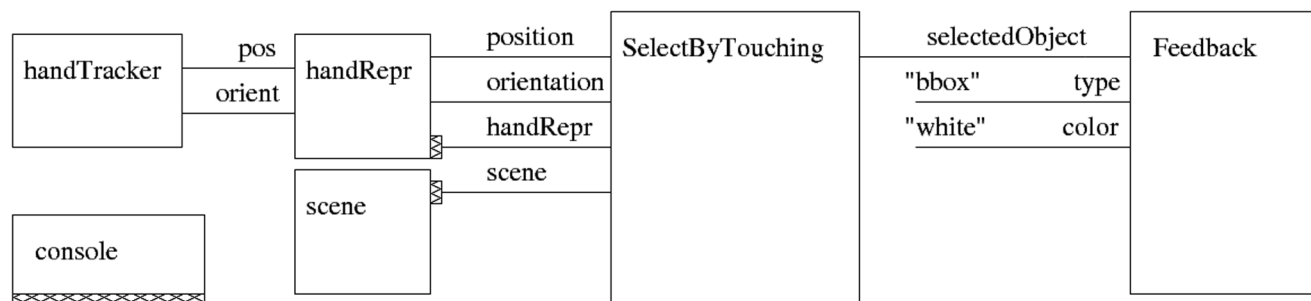 handTracker
pos
orient
handRepr
position
orientation
handRepr
scene
scene
console
SelectByTouching
selectedObject
"bbox" type
"white" color
Feedback